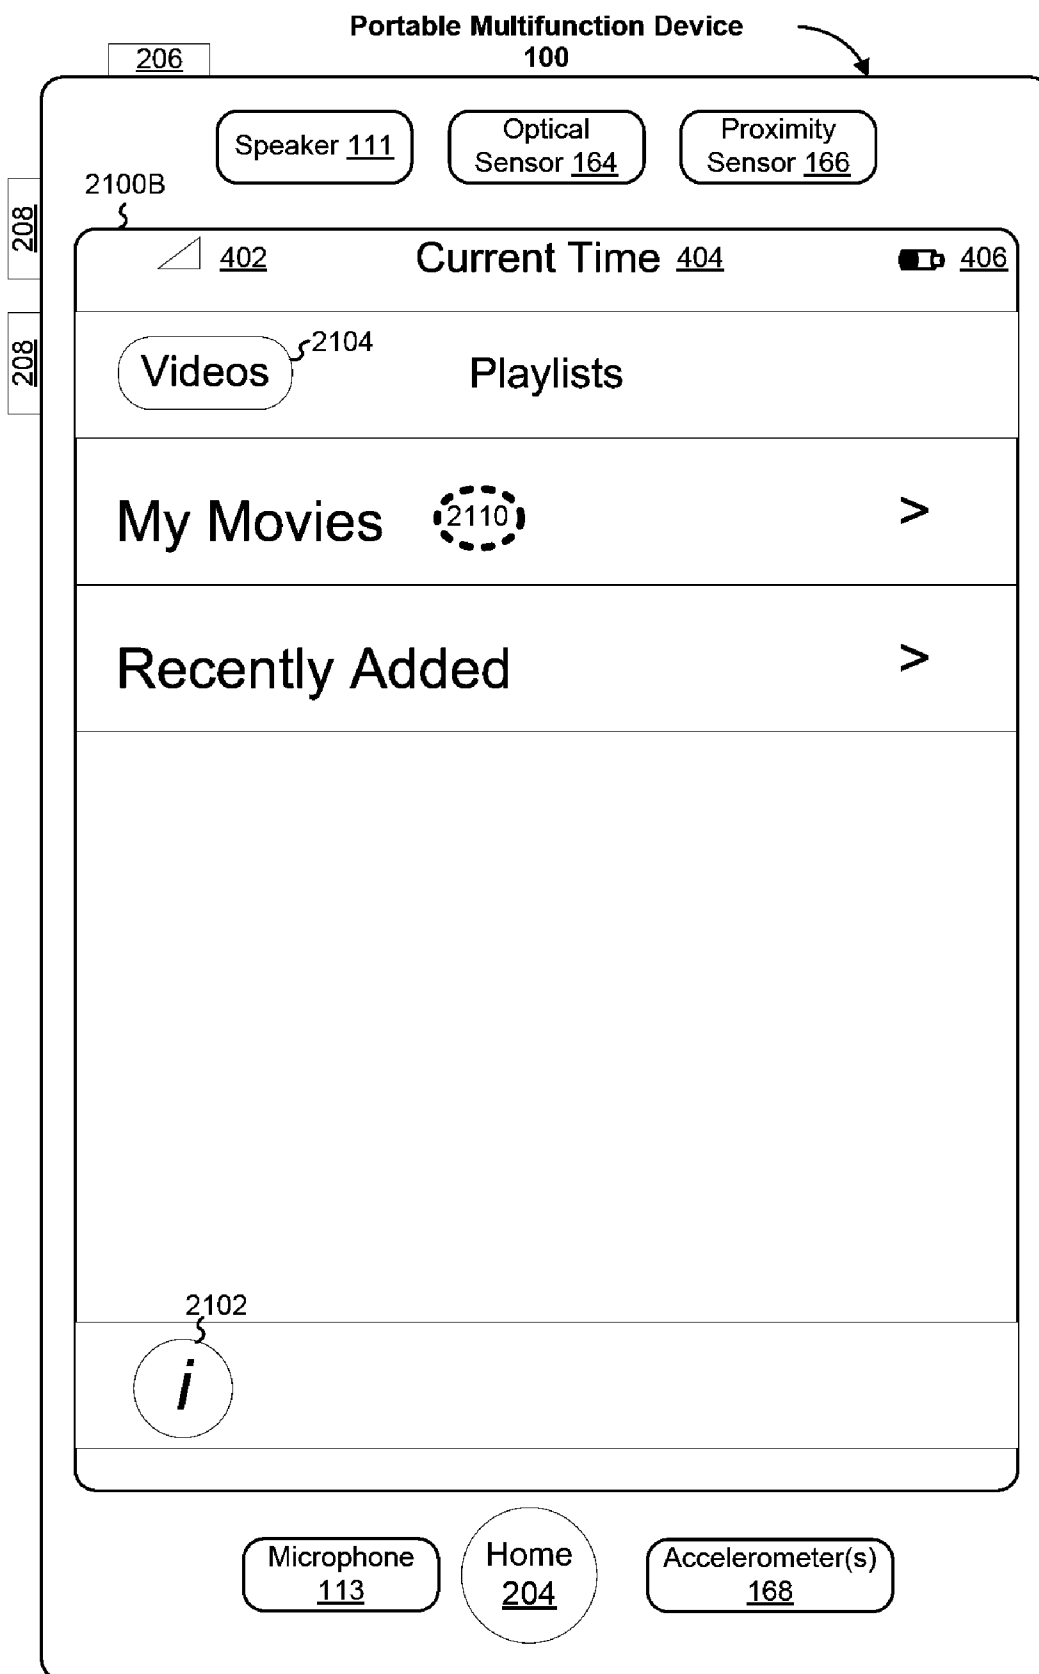 Portable Multifunction Device
100
206
Speaker 111
Optical
Sensor 164
Proximity
Sensor 166
2100B
208
402
Current Time 404
406
208
Videos
2104
Playlists
My Movies
2110
>
Recently Added
>
2102
i
Microphone
113
Home
204
Accelerometer(s)
168